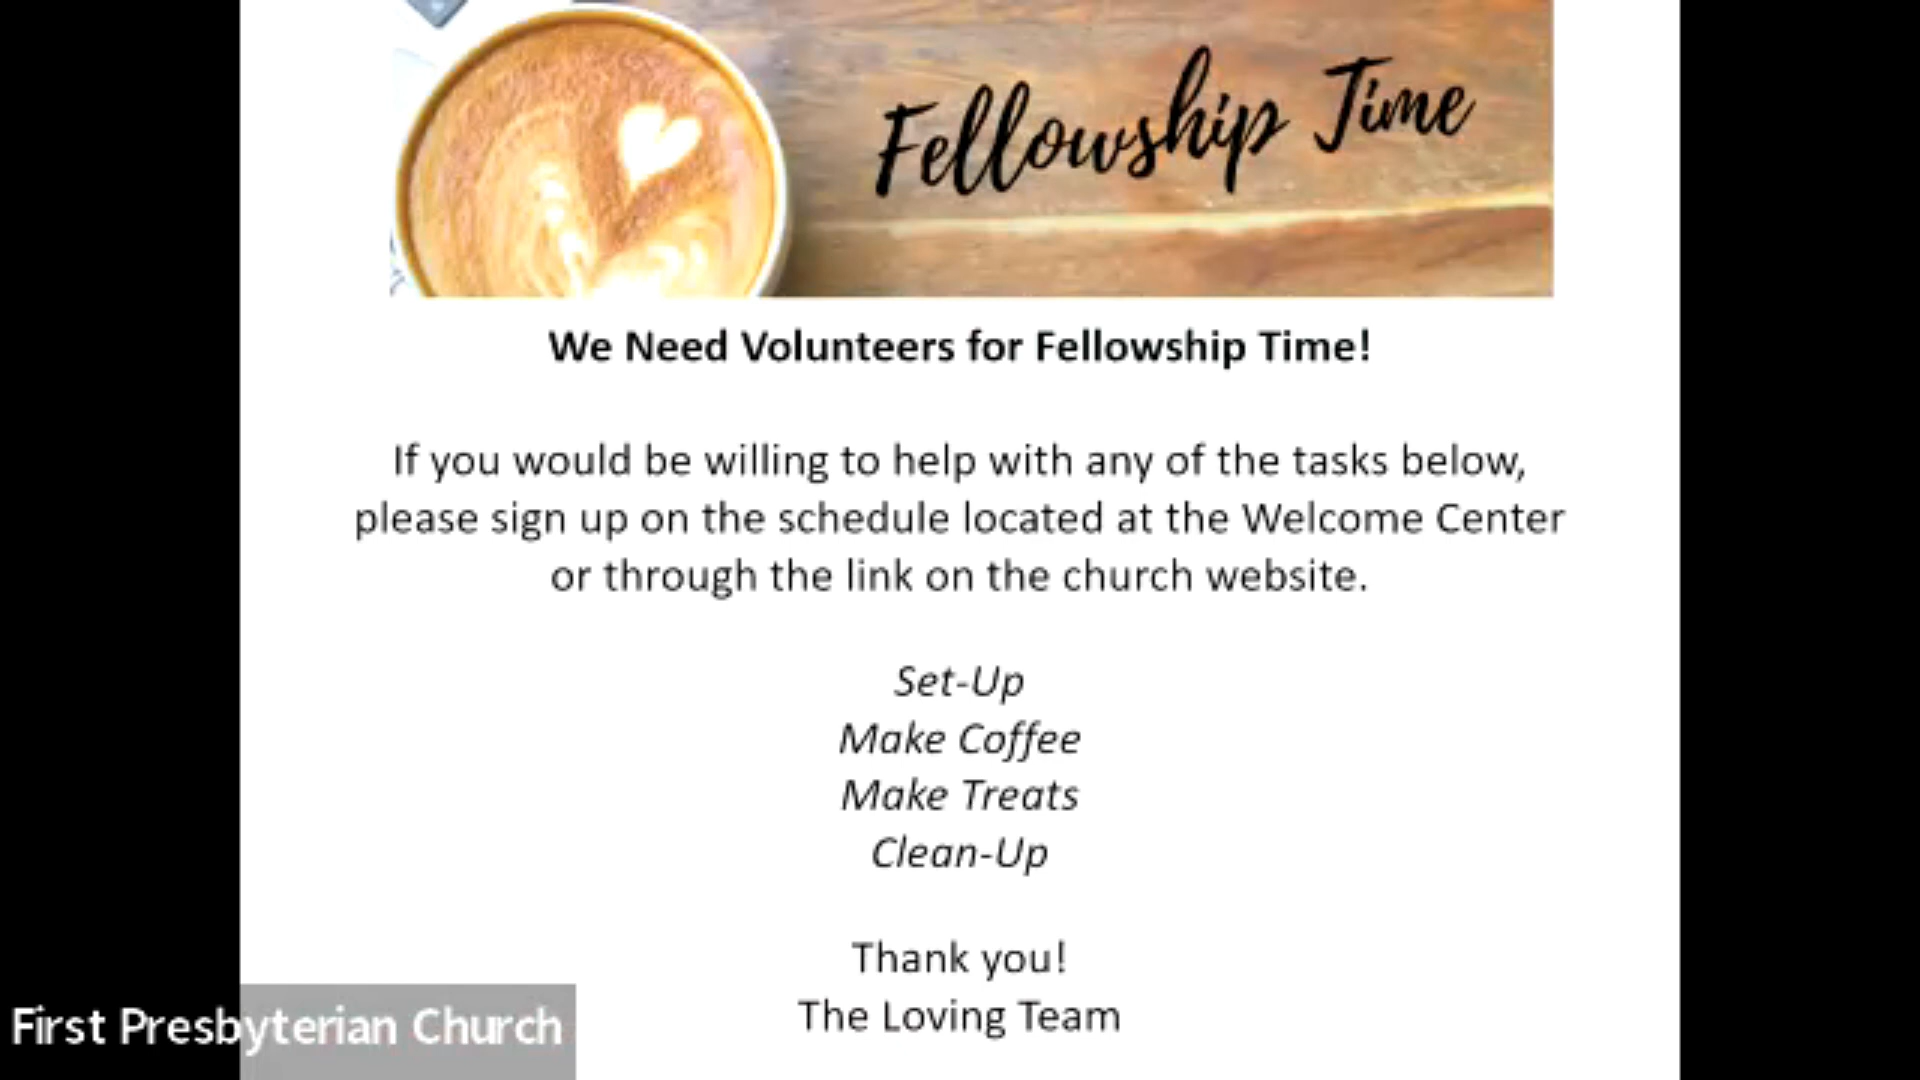 Fellowship Time
We Need Volunteers for Fellowship Time!
If you would be willing to help with any of the tasks below,
please sign up on the schedule located at the Welcome Center
or through the link on the church website.
Set-Up
Make Coffee
Make Treats
Clean-Up
Thank you!
The Loving Team
First Presbyterian Church